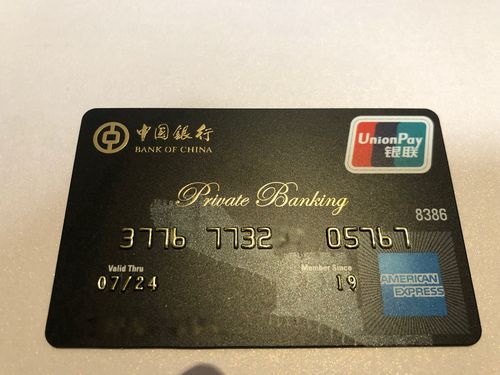 中国银行
BANK OF CHINA
UnionPay
银联
Private Banking
8386
3776 7732 05767
Valid Thru
Member Since
07/24
19
AMERICAN
EXPRESS